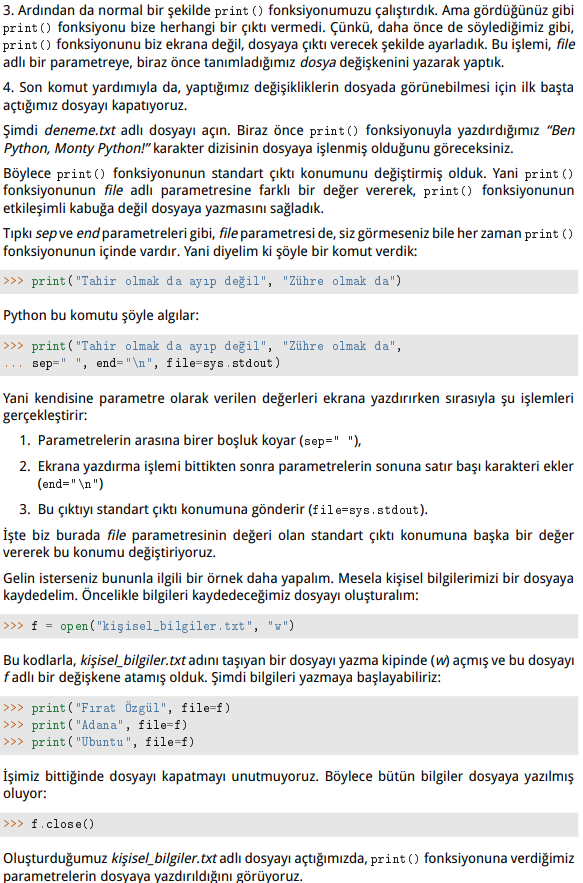 3. Ardından da normal bir şekilde print() fonksiyonumuzu çalıştırdık. Ama gördüğünüz gibi
print() fonksiyonu bize herhangi bir çıktı vermedi. Çünkü, daha önce de söylediğimiz gibi,
print() fonksiyonunu biz ekrana değil, dosyaya çıktı verecek şekilde ayarladık. Bu işlemi, file
adlı bir parametreye, biraz önce tanımladığımız dosya değişkenini yazarak yaptık.
4. Son komut yardımıyla da, yaptığımız değişikliklerin dosyada görünebilmesi için ilk başta
açtığımız dosyayı kapatıyoruz.
Şimdi deneme.txt adlı dosyayı açın. Biraz önce print() fonksiyonuyla yazdırdığımız “Ben
Python, Monty Python!” karakter dizisinin dosyaya işlenmiş olduğunu göreceksiniz.
Böylece print() fonksiyonunun standart çıktı konumunu değiştirmiş olduk. Yani print()
fonksiyonunun file adlı parametresine farklı bir değer vererek, print() fonksiyonunun
etkileşimli kabuğa değil dosyaya yazmasını sağladık.
Tıpkı sep ve end parametreleri gibi, file parametresi de, siz görmeseniz bile her zaman print()
fonksiyonunun içinde vardır. Yani diyelim ki şöyle bir komut verdik:
>>> print("Tahir olmak da ayıp değil", "Zühre olmak da")
Python bu komutu şöyle algılar:
>>> print("Tahir olmak da ayıp değil", "Zühre olmak da",
... sep=" ", end="\n", file=sys.stdout)
Yani kendisine parametre olarak verilen değerleri ekrana yazdırırken sırasıyla şu işlemleri
gerçekleştirir:
1. Parametrelerin arasına birer boşluk koyar (sep=" "),
2. Ekrana yazdırma işlemi bittikten sonra parametrelerin sonuna satır başı karakteri ekler
(end="\n")
3. Bu çıktıyı standart çıktı konumuna gönderir (file=sys.stdout).
İşte biz burada file parametresinin değeri olan standart çıktı konumuna başka bir değer
vererek bu konumu değiştiriyoruz.
Gelin isterseniz bununla ilgili bir örnek daha yapalım. Mesela kişisel bilgilerimizi bir dosyaya
kaydedelim. Öncelikle bilgileri kaydedeceğimiz dosyayı oluşturalım:
>>> f = open("kişisel_bilgiler.txt", "w")
Bu kodlarla, kişisel_bilgiler.txt adını taşıyan bir dosyayı yazma kipinde (w) açmış ve bu dosyayı
f adlı bir değişkene atamış olduk. Şimdi bilgileri yazmaya başlayabiliriz:
>>> print("Fırat Özgül", file=f)
>>> print("Adana", file=f)
>>> print("Ubuntu", file=f)
İşimiz bittiğinde dosyayı kapatmayı unutmuyoruz. Böylece bütün bilgiler dosyaya yazılmış
oluyor:
>>> f.close()
Oluşturduğumuz kişisel_bilgiler.txt adlı dosyayı açtığımızda, print() fonksiyonuna verdiğimiz
parametrelerin dosyaya yazdırıldığını görüyoruz.